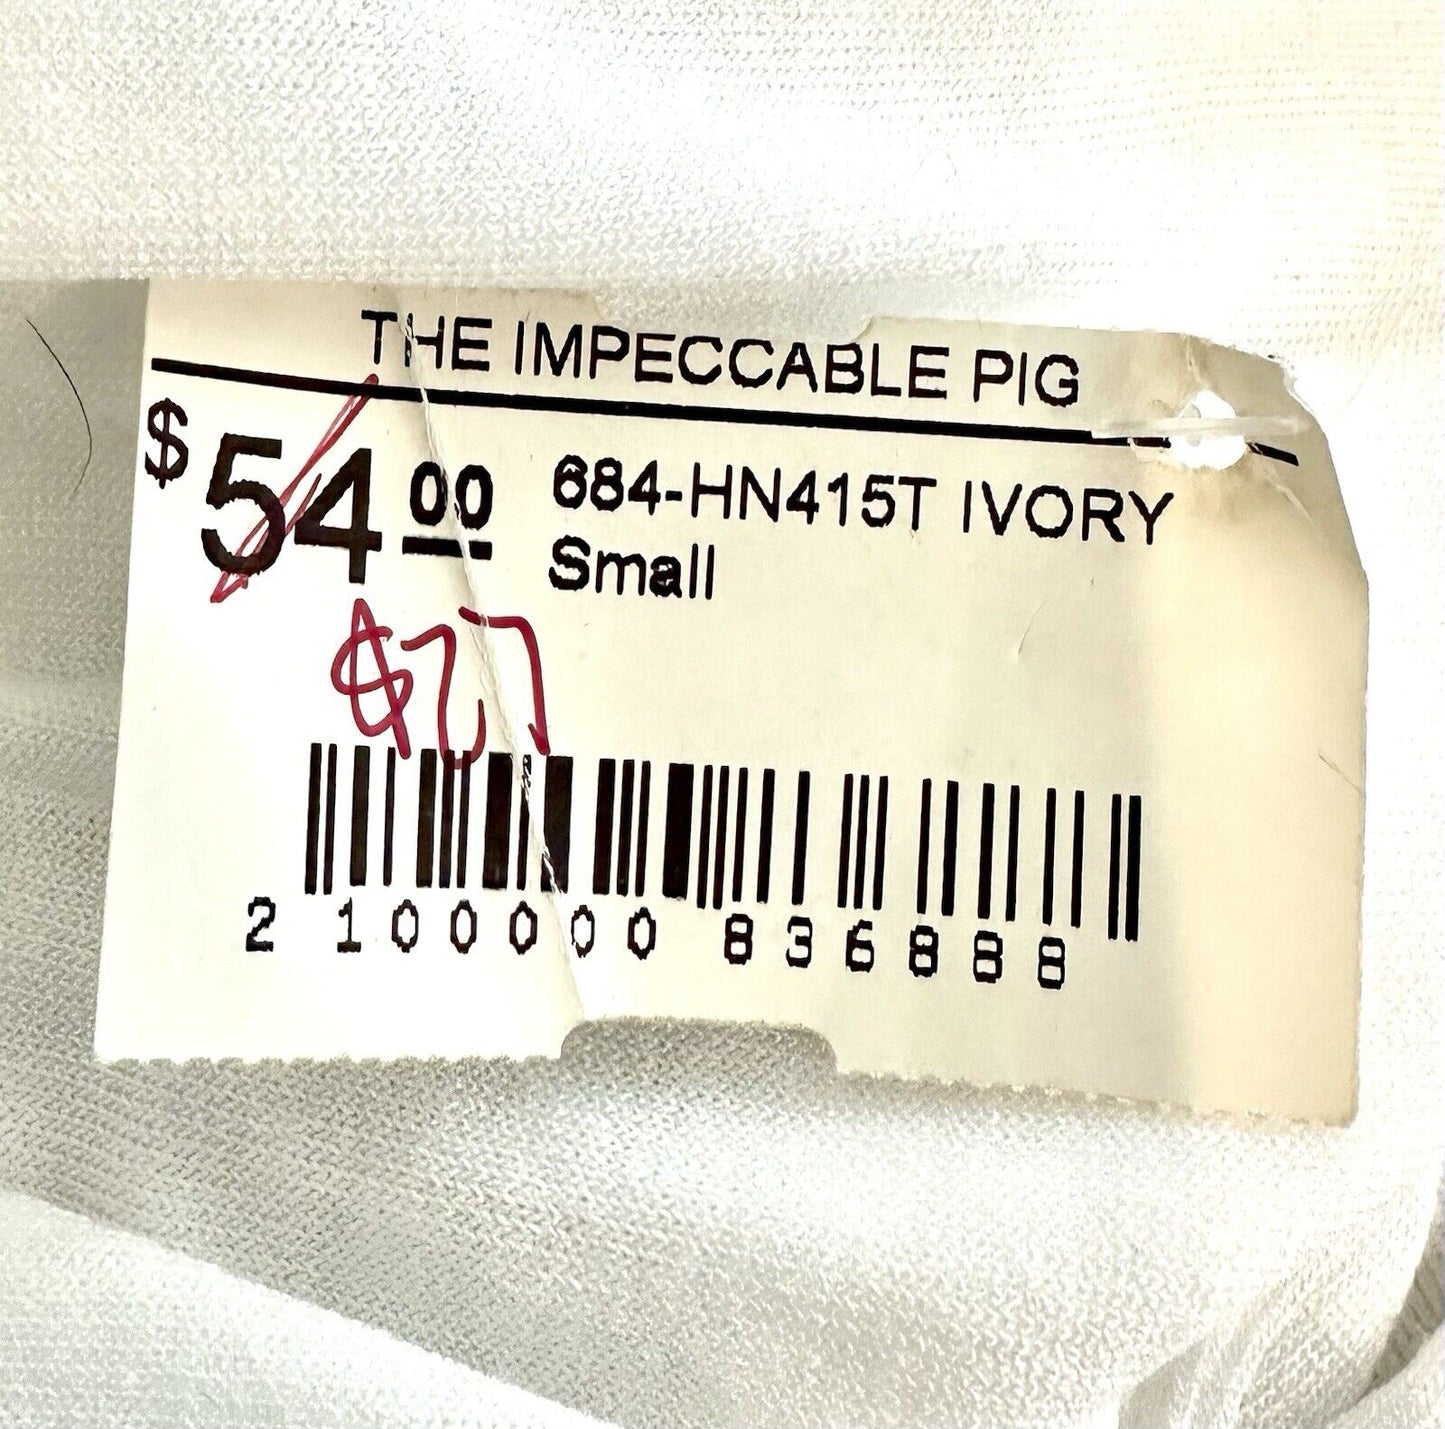 THE IMPECCABLE PIG
$54.00 684-HN415T IVORY
Small
$27
2 100000 836888